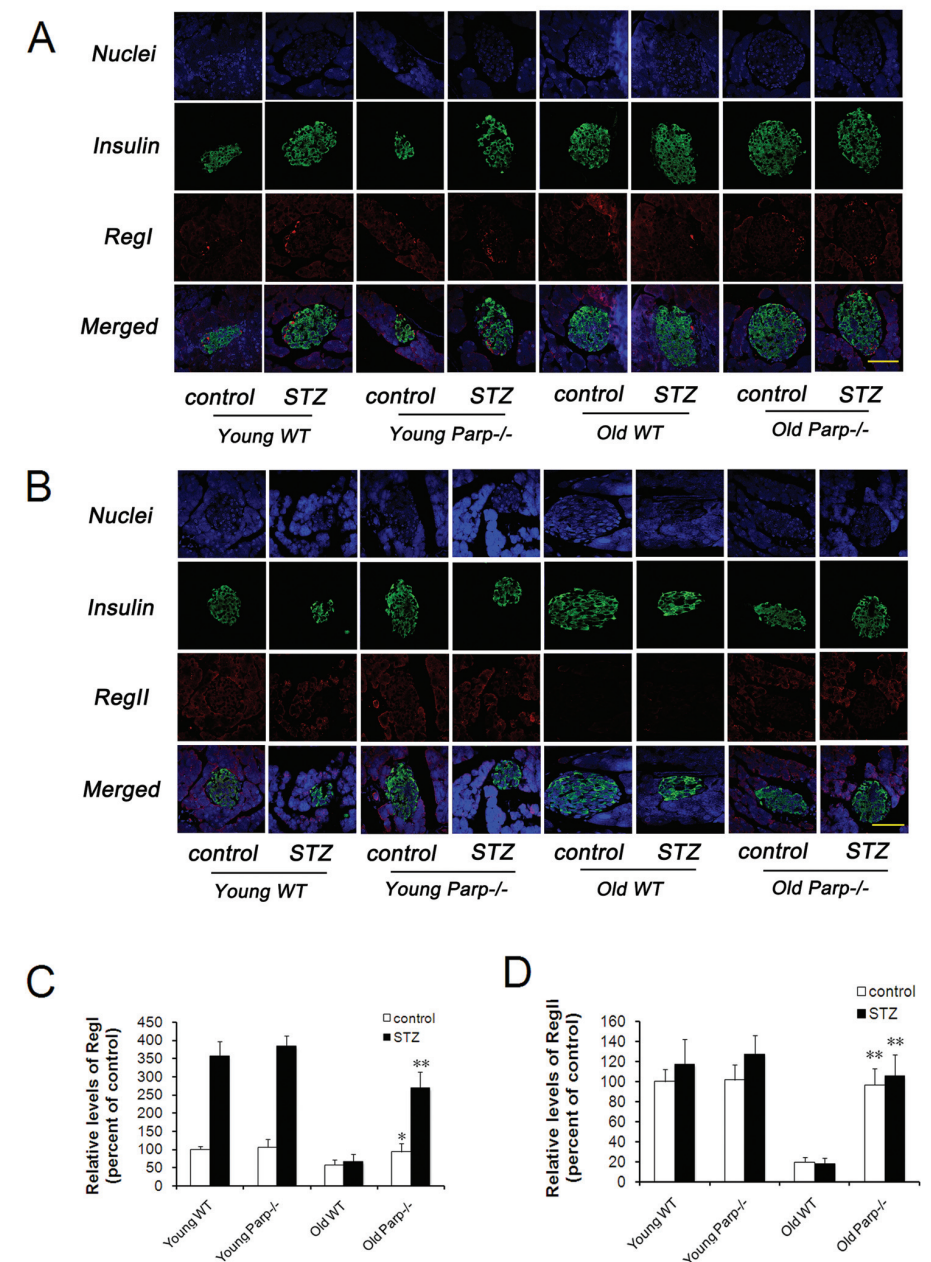 A
Nuclei
Insulin
RegI
Merged
control STZ control STZ control STZ control STZ
Young WT Young Parp-/- Old WT Old Parp-/-
B
Nuclei
Insulin
RegII
Merged
control STZ control STZ control STZ control STZ
Young WT Young Parp-/- Old WT Old Parp-/-
C
Relative levels of RegI
(percent of control)
450
400
350
300
250
200
150
100
50
0
control
STZ
**
*
Young WT
Young Parp-/-
Old WT
Old Parp-/-
D
Relative levels of RegII
(percent of control)
160
140
120
100
80
60
40
20
0
control
STZ
** **
Young WT
Young Parp-/-
Old WT
Old Parp-/-